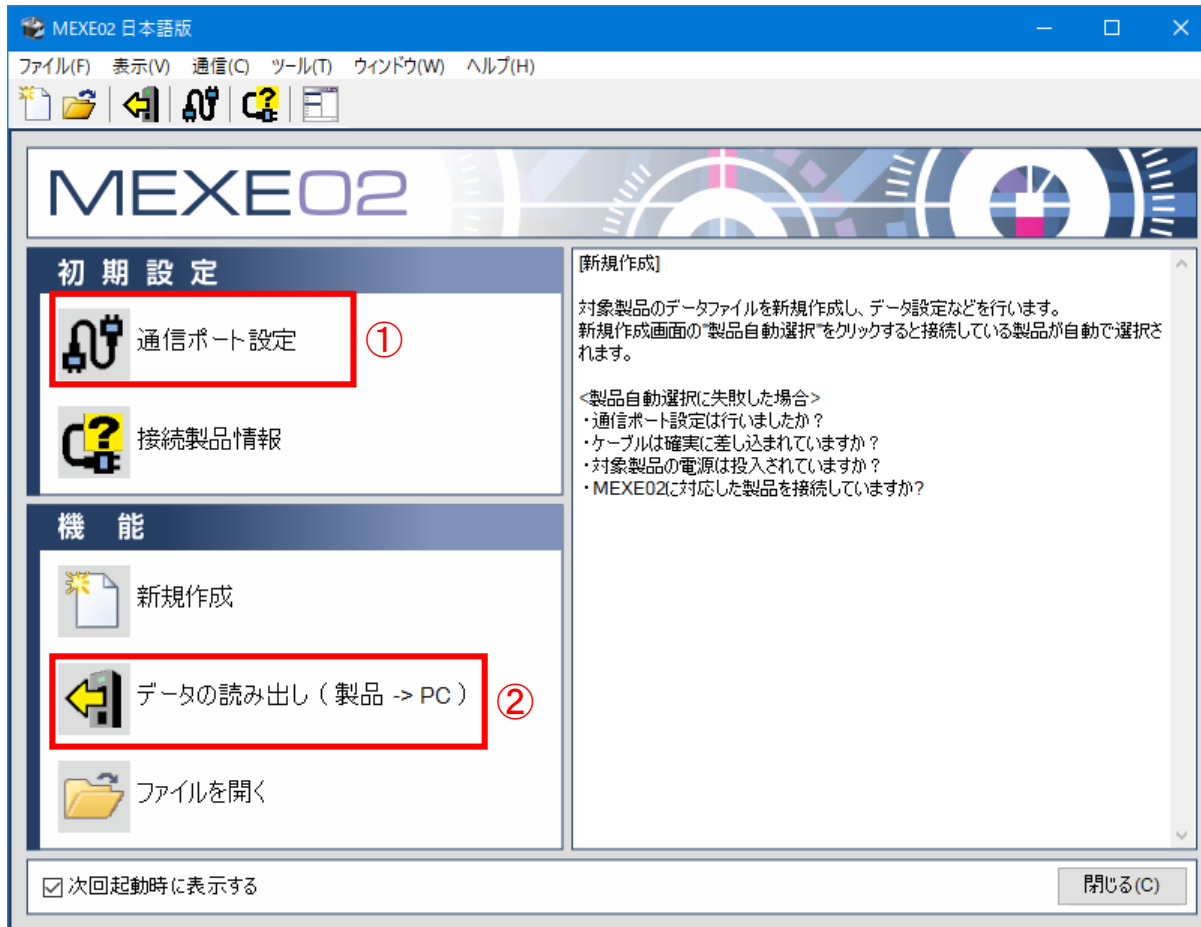 MEXE02 日本語版
ファイル(F) 表示(V) 通信(C) ツール(T) ウィンドウ(W) ヘルプ(H)
MEXE02
初期設定
通信ポート設定 ①
接続製品情報
機能
新規作成
データの読み出し ( 製品 -> PC ) ②
ファイルを開く
[新規作成]
対象製品のデータファイルを新規作成し、データ設定などを行います。
新規作成画面の"製品自動選択"をクリックすると接続している製品が自動で選択さ
れます。
<製品自動選択に失敗した場合>
・通信ポート設定は行いましたか？
・ケーブルは確実に差し込まれていますか？
・対象製品の電源は投入されていますか？
・MEXE02に対応した製品を接続していますか?
次回起動時に表示する
閉じる(C)